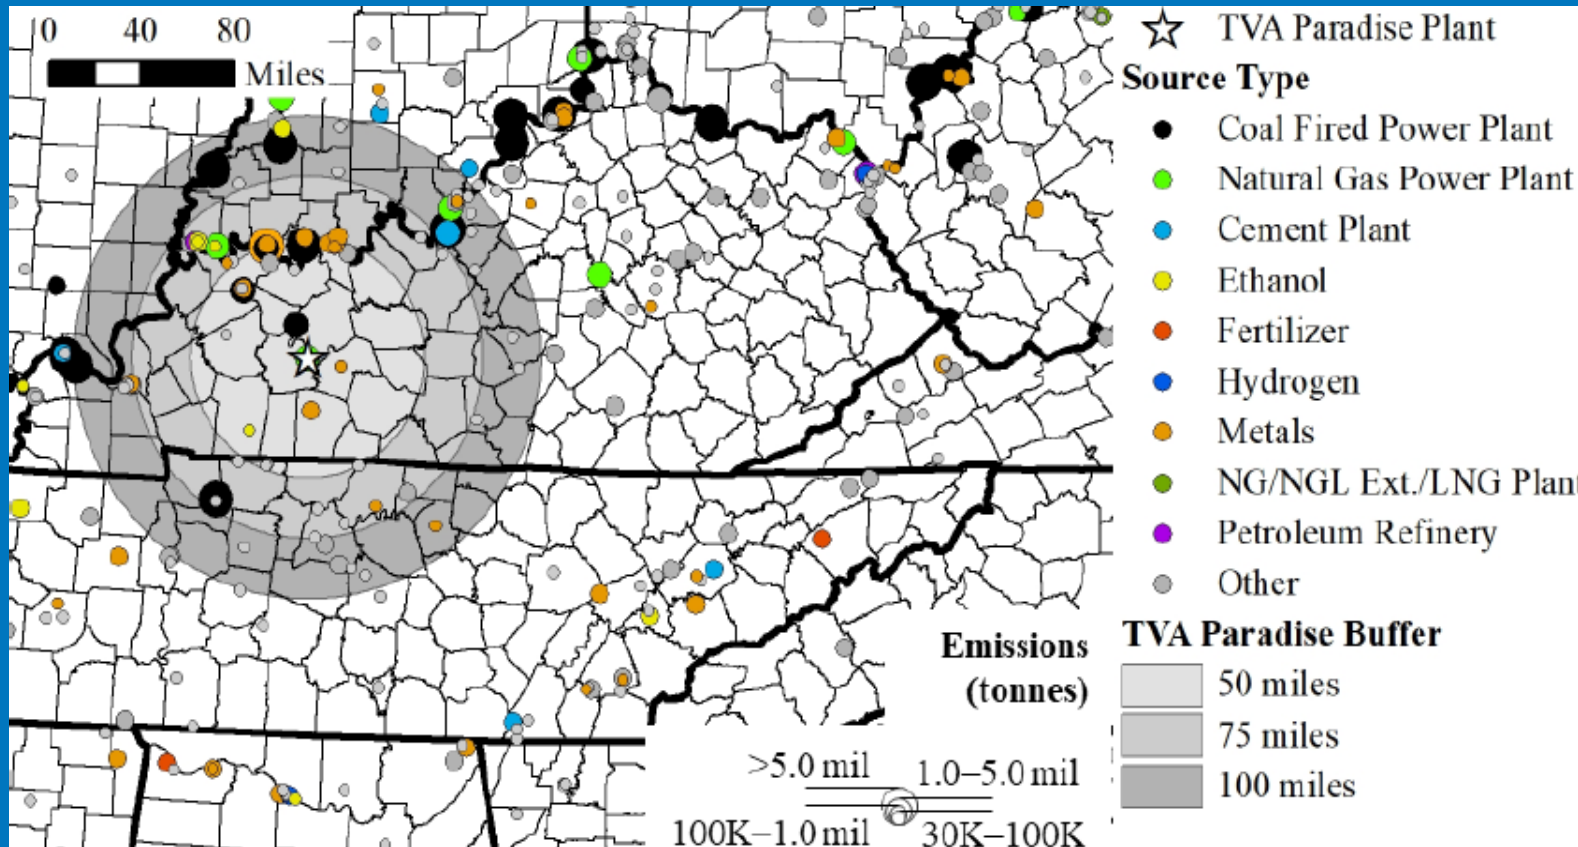 0 40 80
Miles
TVA Paradise Plant
Source Type
Coal Fired Power Plant
Natural Gas Power Plant
Cement Plant
Ethanol
Fertilizer
Hydrogen
Metals
NG/NGL Ext./LNG Plant
Petroleum Refinery
Other
TVA Paradise Buffer
50 miles
75 miles
100 miles
Emissions
(tonnes)
>5.0 mil 1.0–5.0 mil
100K–1.0 mil 30K–100K